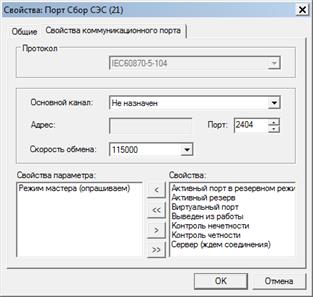 Свойства: Порт Сбор СЭС (21)
Общие Свойства коммуникационного порта
Протокол
IEC60870-5-104
Основной канал: Не назначен
Адрес: Порт: 2404
Скорость обмена: 115000
Свойства параметра: Свойства:
Режим мастера (опрашиваем) < Активный порт в резервном режи
Активный резерв
<< Виртуальный порт
Выведен из работы
> Контроль нечетности
Контроль четности
>> Сервер (ждем соединения)
OK Отмена